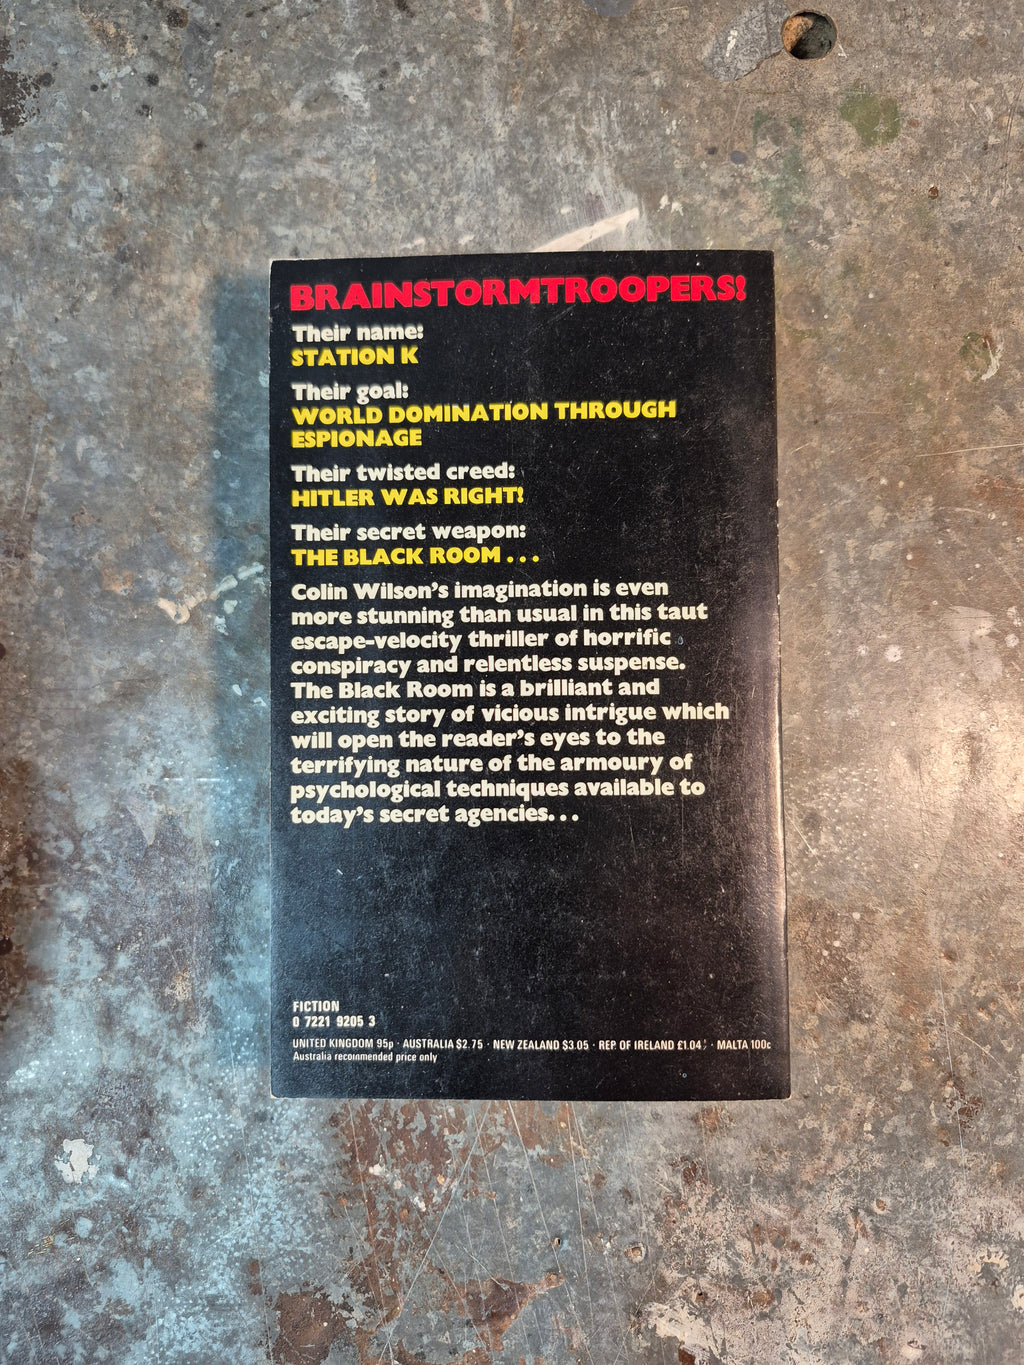 BRAINSTORMTROOPERS!
Their name:
STATION K
Their goal:
WORLD DOMINATION THROUGH
ESPIONAGE
Their twisted creed:
HITLER WAS RIGHT!
Their secret weapon:
THE BLACK ROOM . . .
Colin Wilson's imagination is even
more stunning than usual in this taut
escape-velocity thriller of horrific
conspiracy and relentless suspense.
The Black Room is a brilliant and
exciting story of vicious intrigue which
will open the reader's eyes to the
terrifying nature of the armoury of
psychological techniques available to
today's secret agencies. . .
FICTION
0 7221 9205 3
UNITED KINGDOM 95p · AUSTRALIA $2.75 · NEW ZEALAND $3.05 · REP. OF IRELAND £1.04½ · MALTA 100c
Australia recommended price only